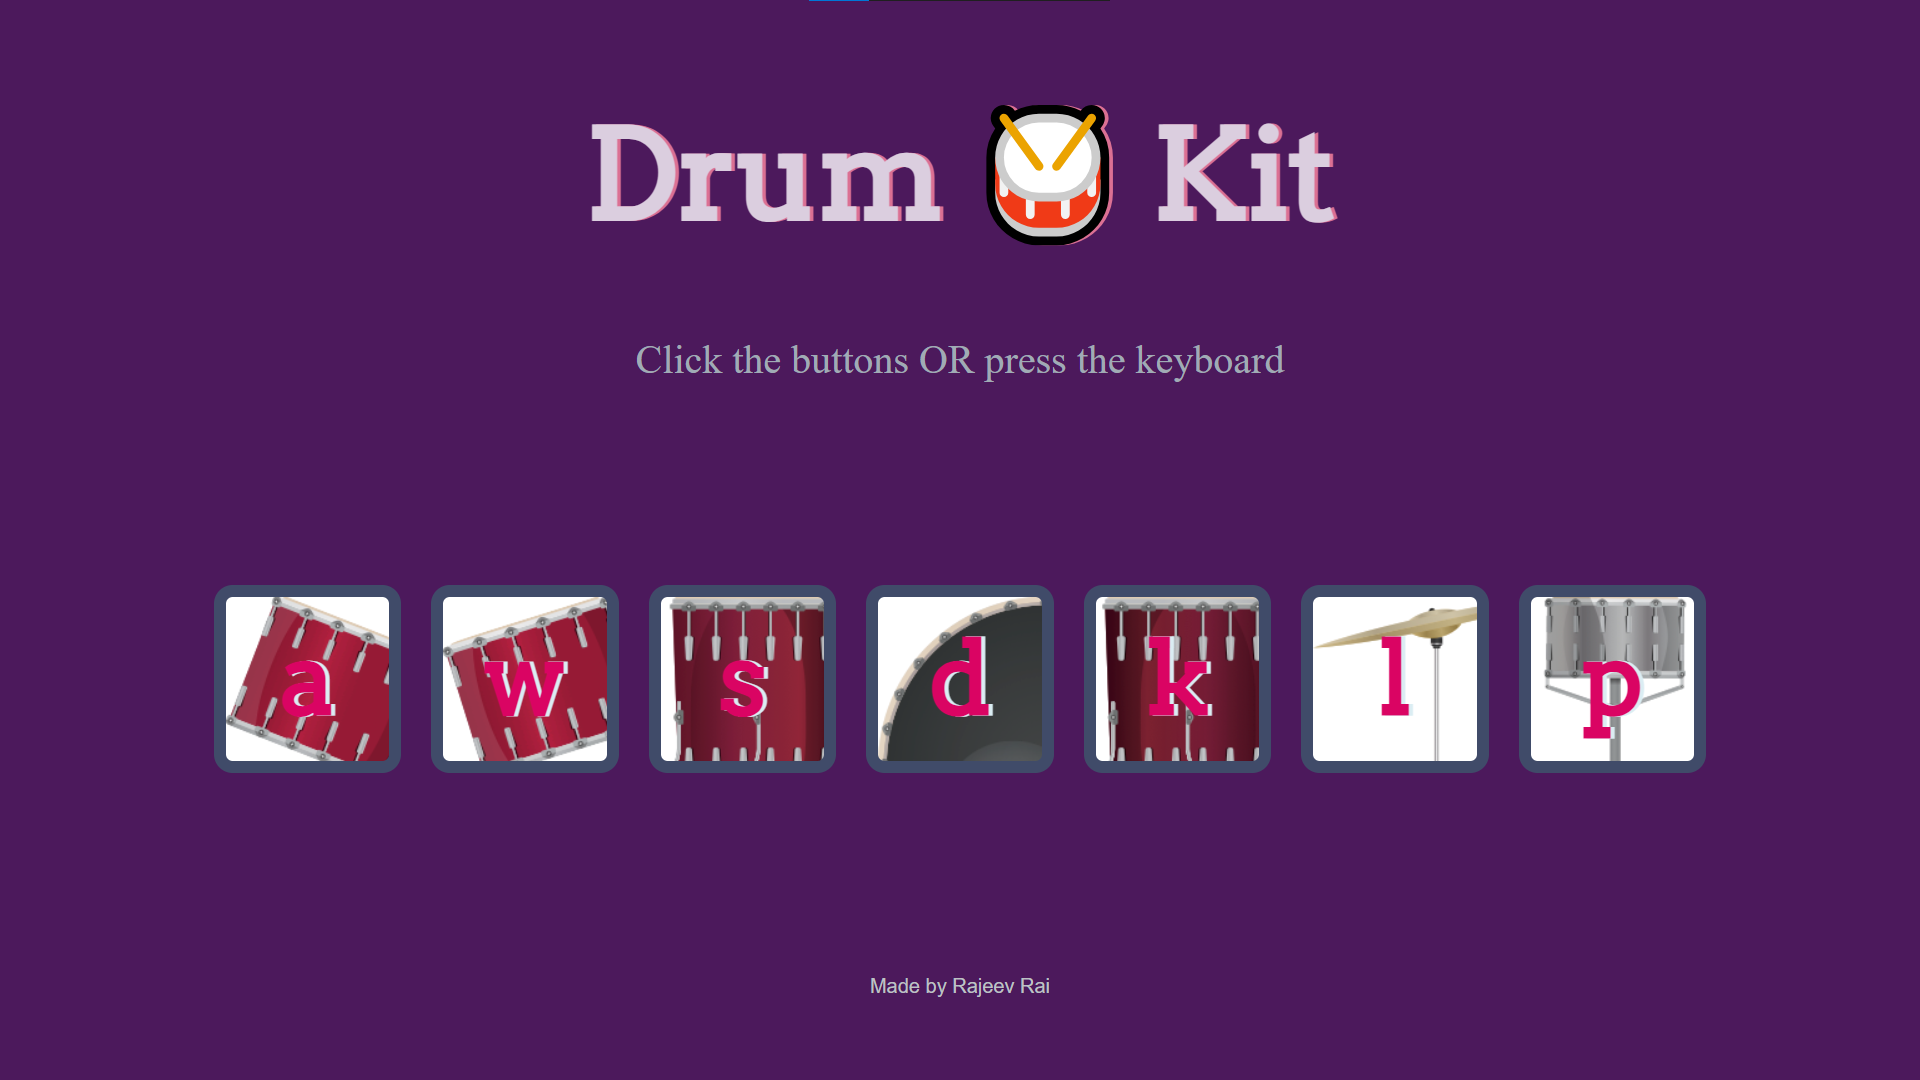 Drum 🥁 Kit
Click the buttons OR press the keyboard
a w s d k l p
Made by Rajeev Rai